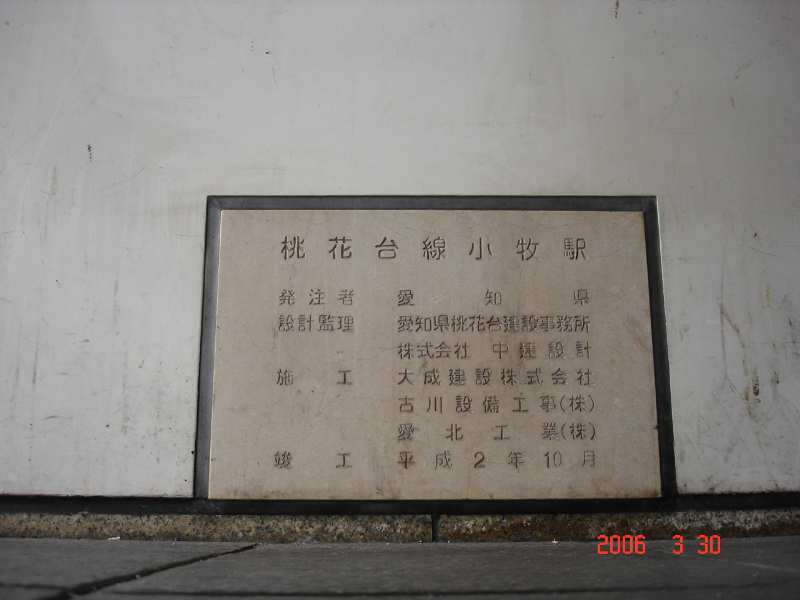 桃花台線小牧駅
発注者 愛知県
設計監理 愛知県桃花台建設事務所
株式会社 中建設計
施工 大成建設株式会社
古川設備工事(株)
愛北工業(株)
竣工 平成2年10月
2006 3 30